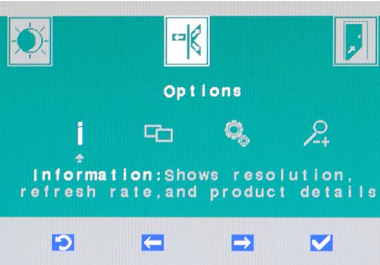 Options
Information:Shows resolution,
refresh rate,and product details